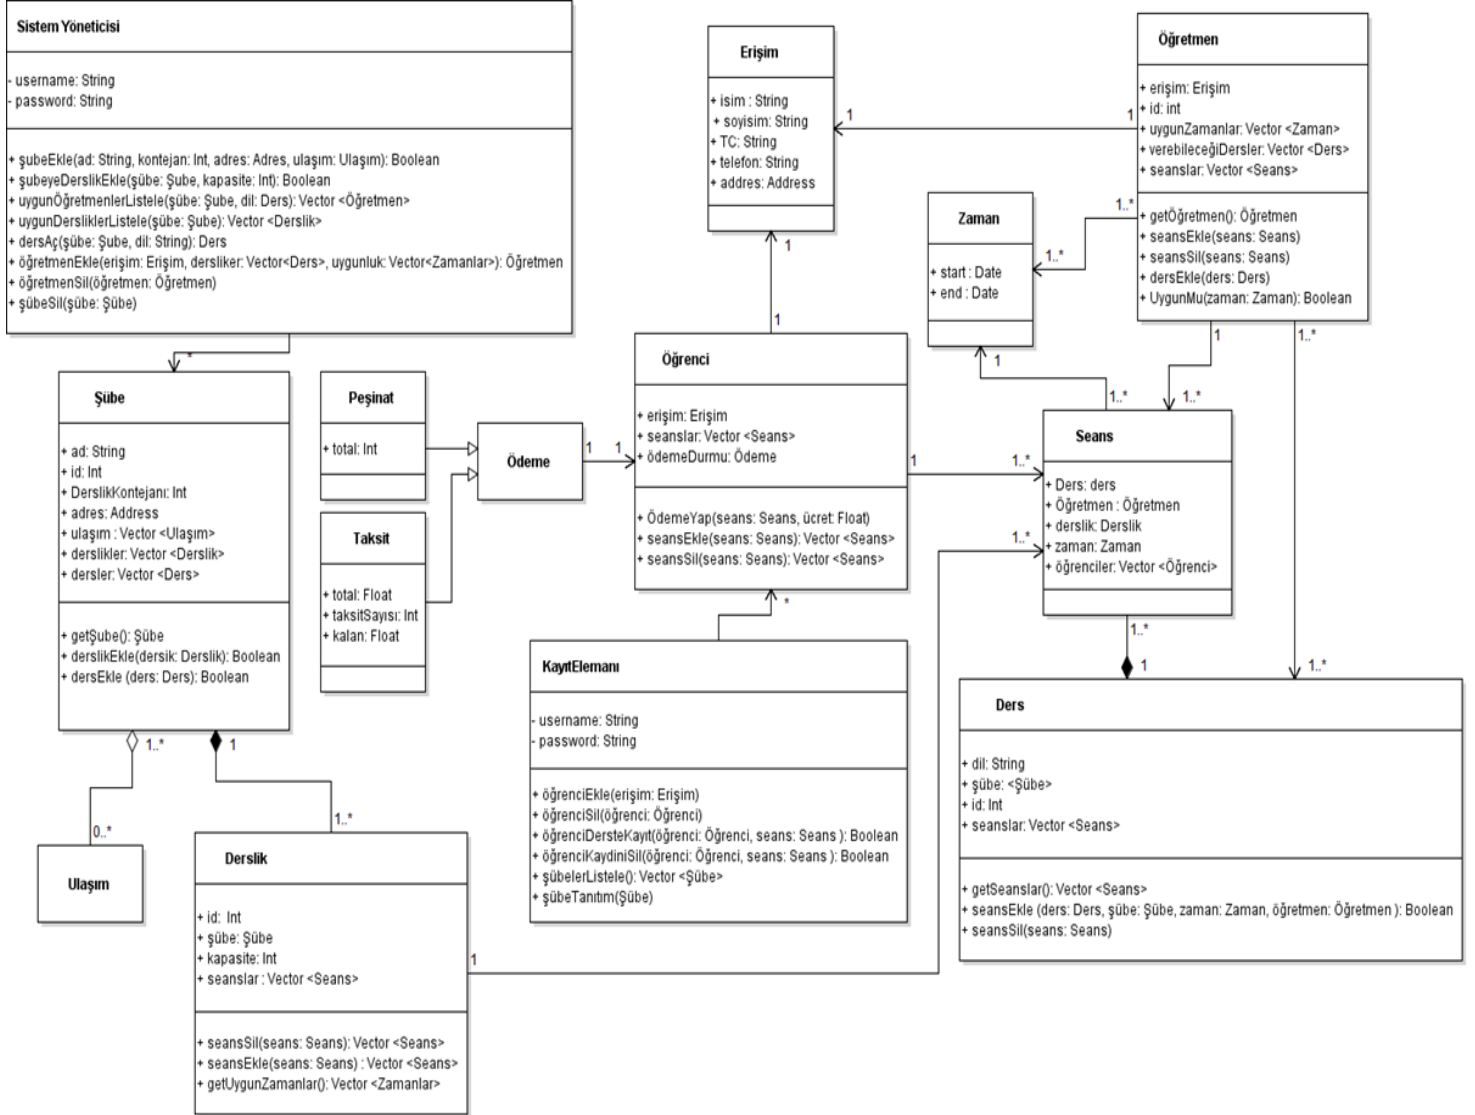 Sistem Yöneticisi
- username: String
- password: String
+ şubeEkle(ad: String, kontejan: Int, adres: Adres, ulaşım: Ulaşım): Boolean
+ şubeyeDerslikEkle(şübe: Şube, kapasite: Int): Boolean
+ uygunÖğretmenlerListele(şübe: Şube, dil: Ders): Vector <Öğretmen>
+ uygunDersliklerListele(şübe: Şube): Vector <Derslik>
+ dersAç(şübe: Şube, dil: String): Ders
+ öğretmenEkle(erişim: Erişim, dersliker: Vector<Ders>, uygunluk: Vector<Zamanlar>): Öğretmen
+ öğretmenSil(öğretmen: Öğretmen)
+ şübeSil(şübe: Şübe)
*
Erişim
+ isim : String
+ soyisim: String
+ TC: String
+ telefon: String
+ addres: Address
1
1
1
1
Öğretmen
+ erişim: Erişim
+ id: int
+ uygunZamanlar: Vector <Zaman>
+ verebileceğiDersler: Vector <Ders>
+ seanslar: Vector <Seans>
+ getÖğretmen(): Öğretmen
+ seansEkle(seans: Seans)
+ seansSil(seans: Seans)
+ dersEkle(ders: Ders)
+ UygunMu(zaman: Zaman): Boolean
1..*
1..*
1
1..*
1..*
1..*
Zaman
+ start : Date
+ end : Date
1
1..*
Şübe
+ ad: String
+ id: Int
+ DerslikKontejanı: Int
+ adres: Address
+ ulaşım : Vector <Ulaşım>
+ derslikler: Vector <Derslik>
+ dersler: Vector <Ders>
+ getŞube(): Şübe
+ derslikEkle(dersik: Derslik): Boolean
+ dersEkle (ders: Ders): Boolean
1..*
1
0..*
1..*
Peşinat
+ total: Int
Taksit
+ total: Float
+ taksitSayısı: Int
+ kalan: Float
Ödeme
1
1
Öğrenci
+ erişim: Erişim
+ seanslar: Vector <Seans>
+ ödemeDurmu: Ödeme
+ ÖdemeYap(seans: Seans, ücret: Float)
+ seansEkle(seans: Seans): Vector <Seans>
+ seansSil(seans: Seans): Vector <Seans>
1
1..*
1..*
*
Seans
+ Ders: ders
+ Öğretmen : Öğretmen
+ derslik: Derslik
+ zaman: Zaman
+ öğrenciler: Vector <Öğrenci>
1..*
1
KayıtElemanı
- username: String
- password: String
+ öğrenciEkle(erişim: Erişim)
+ öğrenciSil(öğrenci: Öğrenci)
+ öğrenciDersteKayıt(öğrenci: Öğrenci, seans: Seans ): Boolean
+ öğrenciKaydiniSil(öğrenci: Öğrenci, seans: Seans ): Boolean
+ şübelerListele(): Vector <Şübe>
+ şübeTanıtım(Şübe)
Ders
+ dil: String
+ şübe: <Şübe>
+ id: Int
+ seanslar: Vector <Seans>
+ getSeanslar(): Vector <Seans>
+ seansEkle (ders: Ders, şübe: Şübe, zaman: Zaman, öğretmen: Öğretmen ): Boolean
+ seansSil(seans: Seans)
Ulaşım
Derslik
+ id: Int
+ şübe: Şübe
+ kapasite: Int
+ seanslar : Vector <Seans>
+ seansSil(seans: Seans): Vector <Seans>
+ seansEkle(seans: Seans) : Vector <Seans>
+ getUygunZamanlar(): Vector <Zamanlar>
1